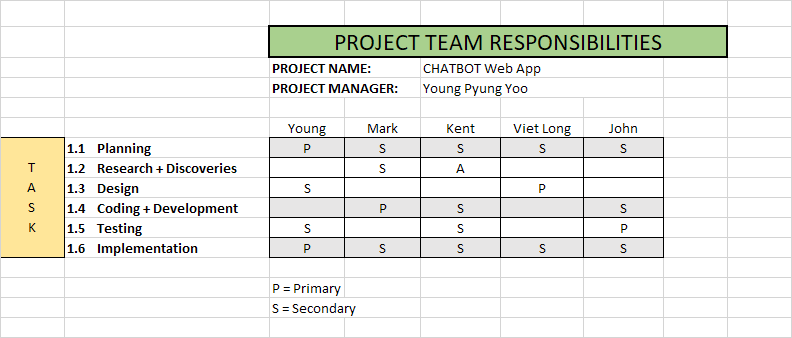 PROJECT TEAM RESPONSIBILITIES
PROJECT NAME: CHATBOT Web App
PROJECT MANAGER: Young Pyung Yoo
Young Mark Kent Viet Long John
TASK
1.1 Planning P S S S S
1.2 Research + Discoveries S A
1.3 Design S P
1.4 Coding + Development P S S
1.5 Testing S S P
1.6 Implementation P S S S S
P = Primary
S = Secondary